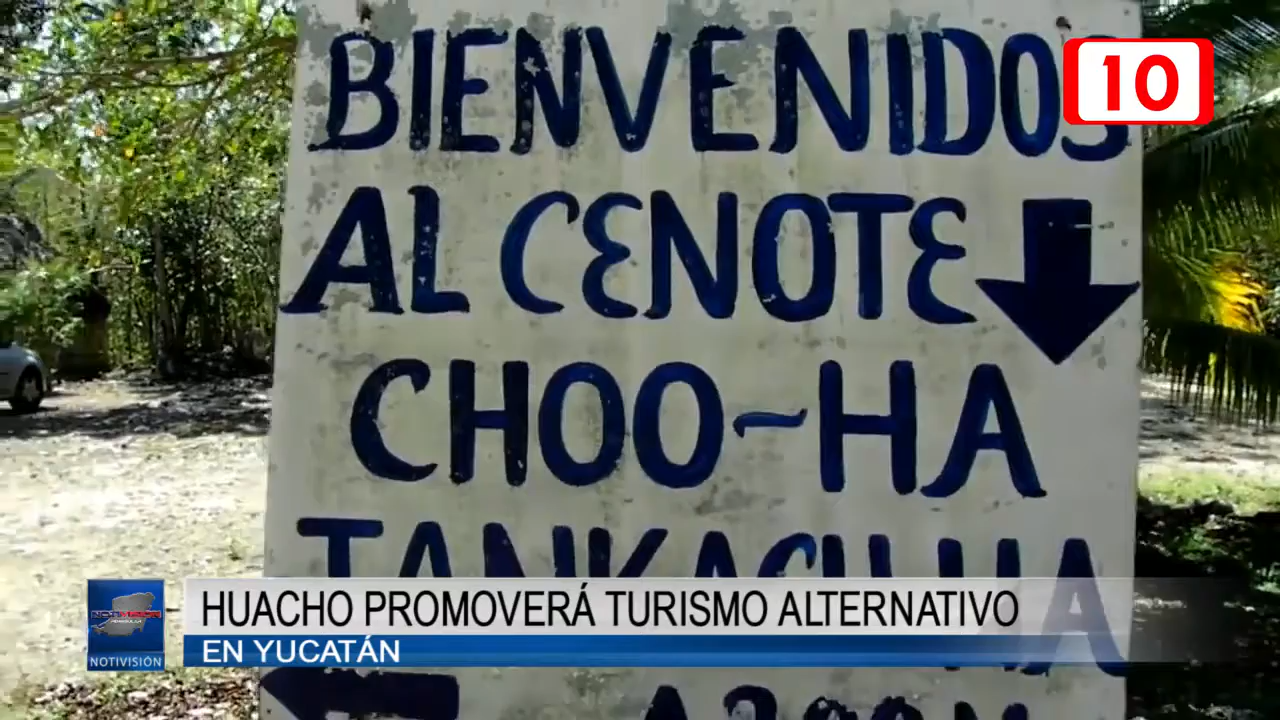 BIENVENIDOS
10
AL CENOTE
CHOO-HA
HUACHO PROMOVERÁ TURISMO ALTERNATIVO
EN YUCATÁN
NOTIVISIÓN